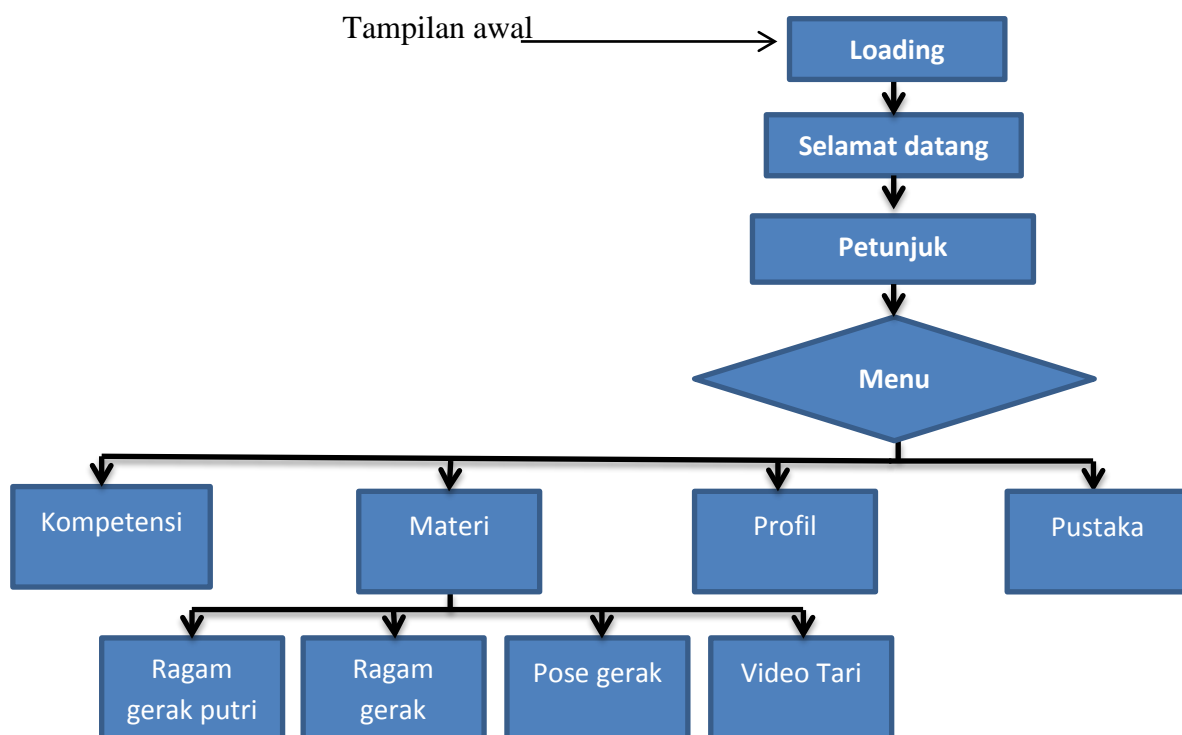 Tampilan awal
Loading
Selamat datang
Petunjuk
Menu
Kompetensi
Materi
Profil
Pustaka
Ragam
gerak putri
Ragam
gerak
Pose gerak
Video Tari